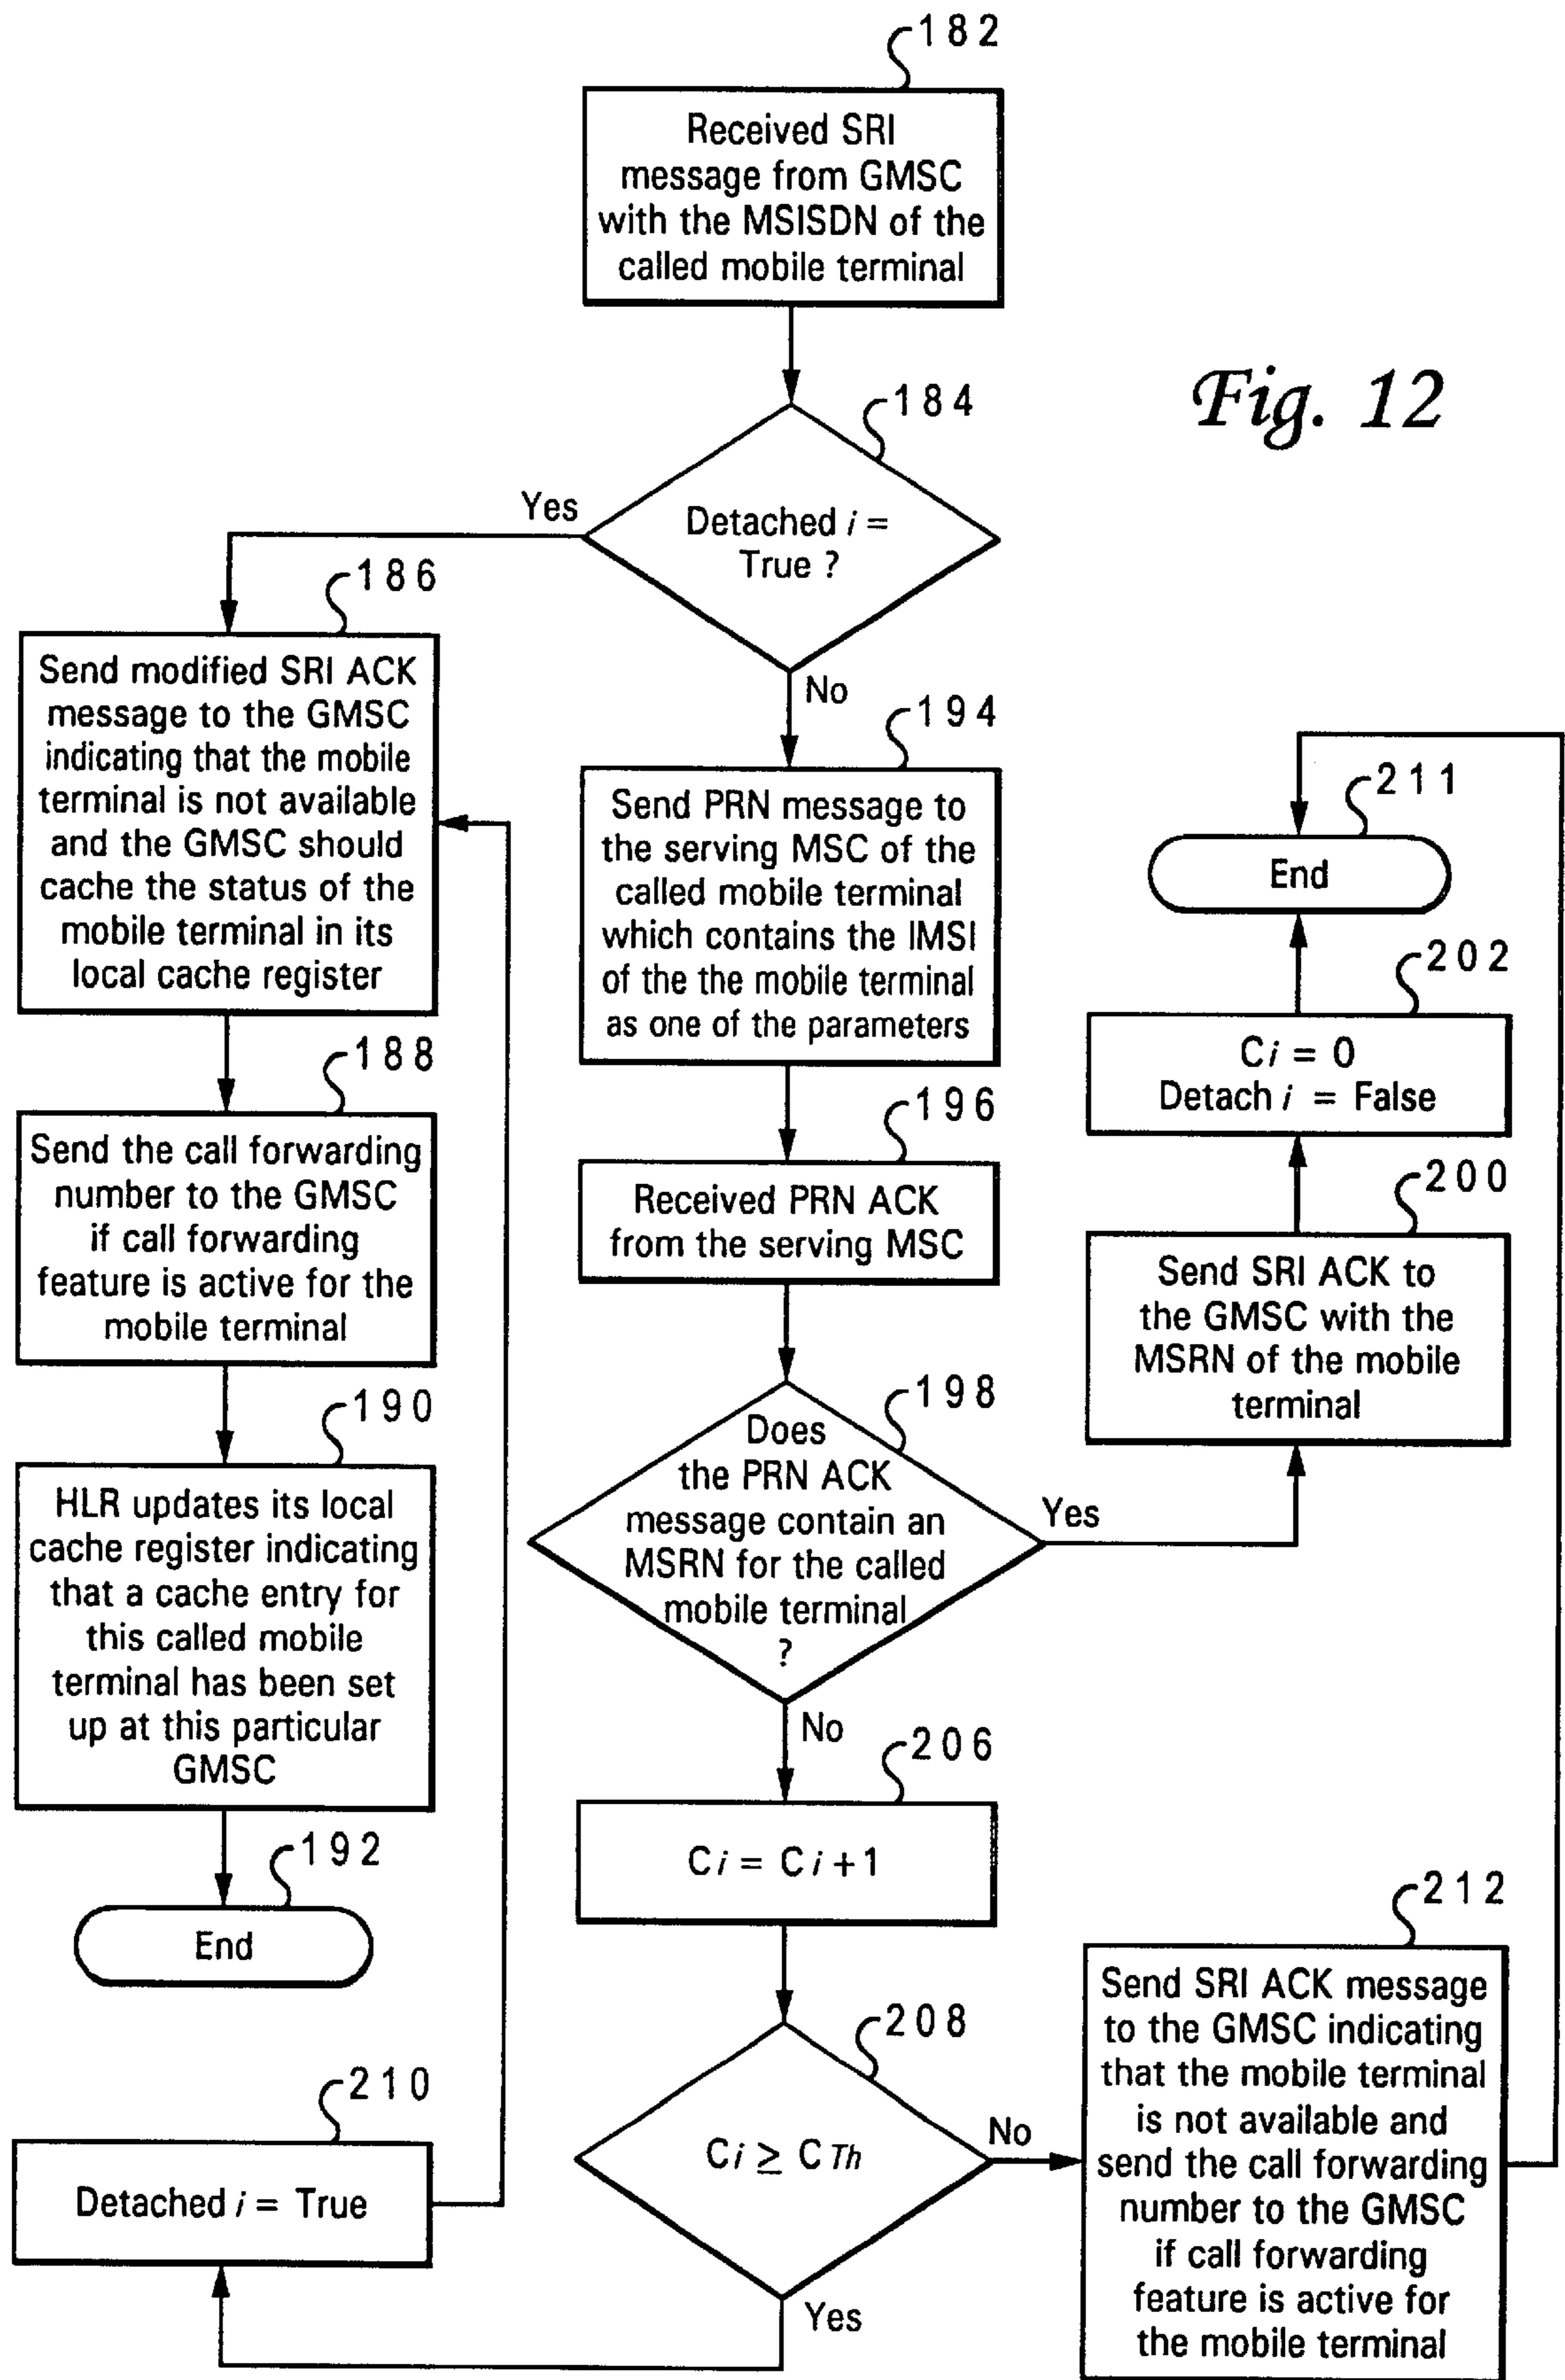 182
Received SRI
message from GMSC
with the MSISDN of the
called mobile terminal
Fig. 12
184
Detached i =
True ?
Yes
No
186
Send modified SRI ACK
message to the GMSC
indicating that the mobile
terminal is not available
and the GMSC should
cache the status of the
mobile terminal in its
local cache register
188
Send the call forwarding
number to the GMSC
if call forwarding
feature is active for the
mobile terminal
190
HLR updates its local
cache register indicating
that a cache entry for
this called mobile
terminal has been set
up at this particular
GMSC
192
End
194
Send PRN message to
the serving MSC of the
called mobile terminal
which contains the IMSI
of the the mobile terminal
as one of the parameters
196
Received PRN ACK
from the serving MSC
198
Does
the PRN ACK
message contain an
MSRN for the called
mobile terminal
?
Yes
No
200
Send SRI ACK to
the GMSC with the
MSRN of the mobile
terminal
202
Ci = 0
Detach i = False
211
End
206
Ci = Ci+1
208
Ci ≥ CTh
No
Yes
210
Detached i = True
212
Send SRI ACK message
to the GMSC indicating
that the mobile terminal
is not available and
send the call forwarding
number to the GMSC
if call forwarding
feature is active for
the mobile terminal